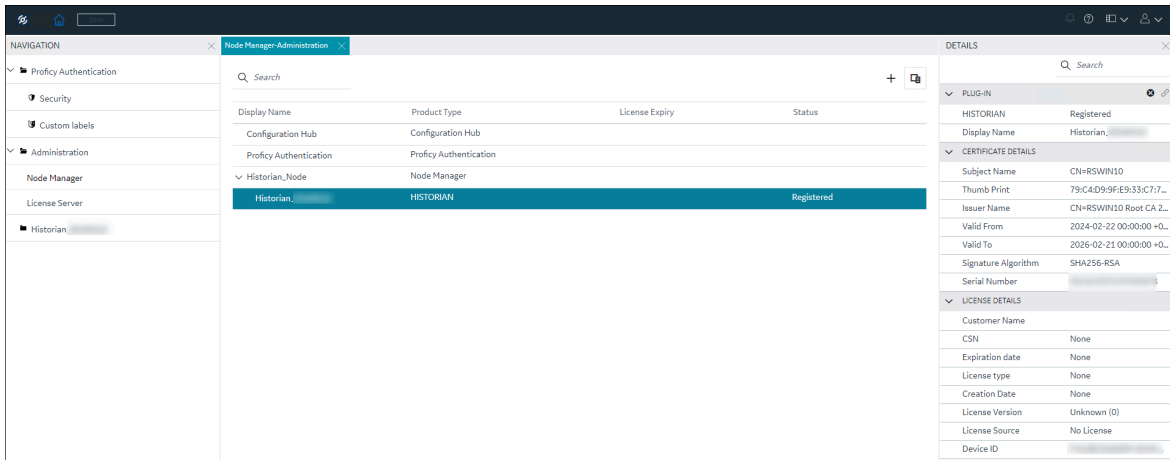 Save
NAVIGATION
Proficy Authentication
Security
Custom labels
Administration
Node Manager
License Server
Historian_
Node Manager-Administration
Search
Display Name Product Type License Expiry Status
Configuration Hub Configuration Hub
Proficy Authentication Proficy Authentication
Historian_Node Node Manager
Historian_ HISTORIAN Registered
DETAILS
Search
PLUG-IN
HISTORIAN Registered
Display Name Historian_
CERTIFICATE DETAILS
Subject Name CN=RSWIN10
Thumb Print 79:C4:D9:9F:E9:33:C7:7...
Issuer Name CN=RSWIN10 Root CA 2...
Valid From 2024-02-22 00:00:00 +0...
Valid To 2026-02-21 00:00:00 +0...
Signature Algorithm SHA256-RSA
Serial Number
LICENSE DETAILS
Customer Name
CSN None
Expiration date None
License type None
Creation Date None
License Version Unknown (0)
License Source No License
Device ID